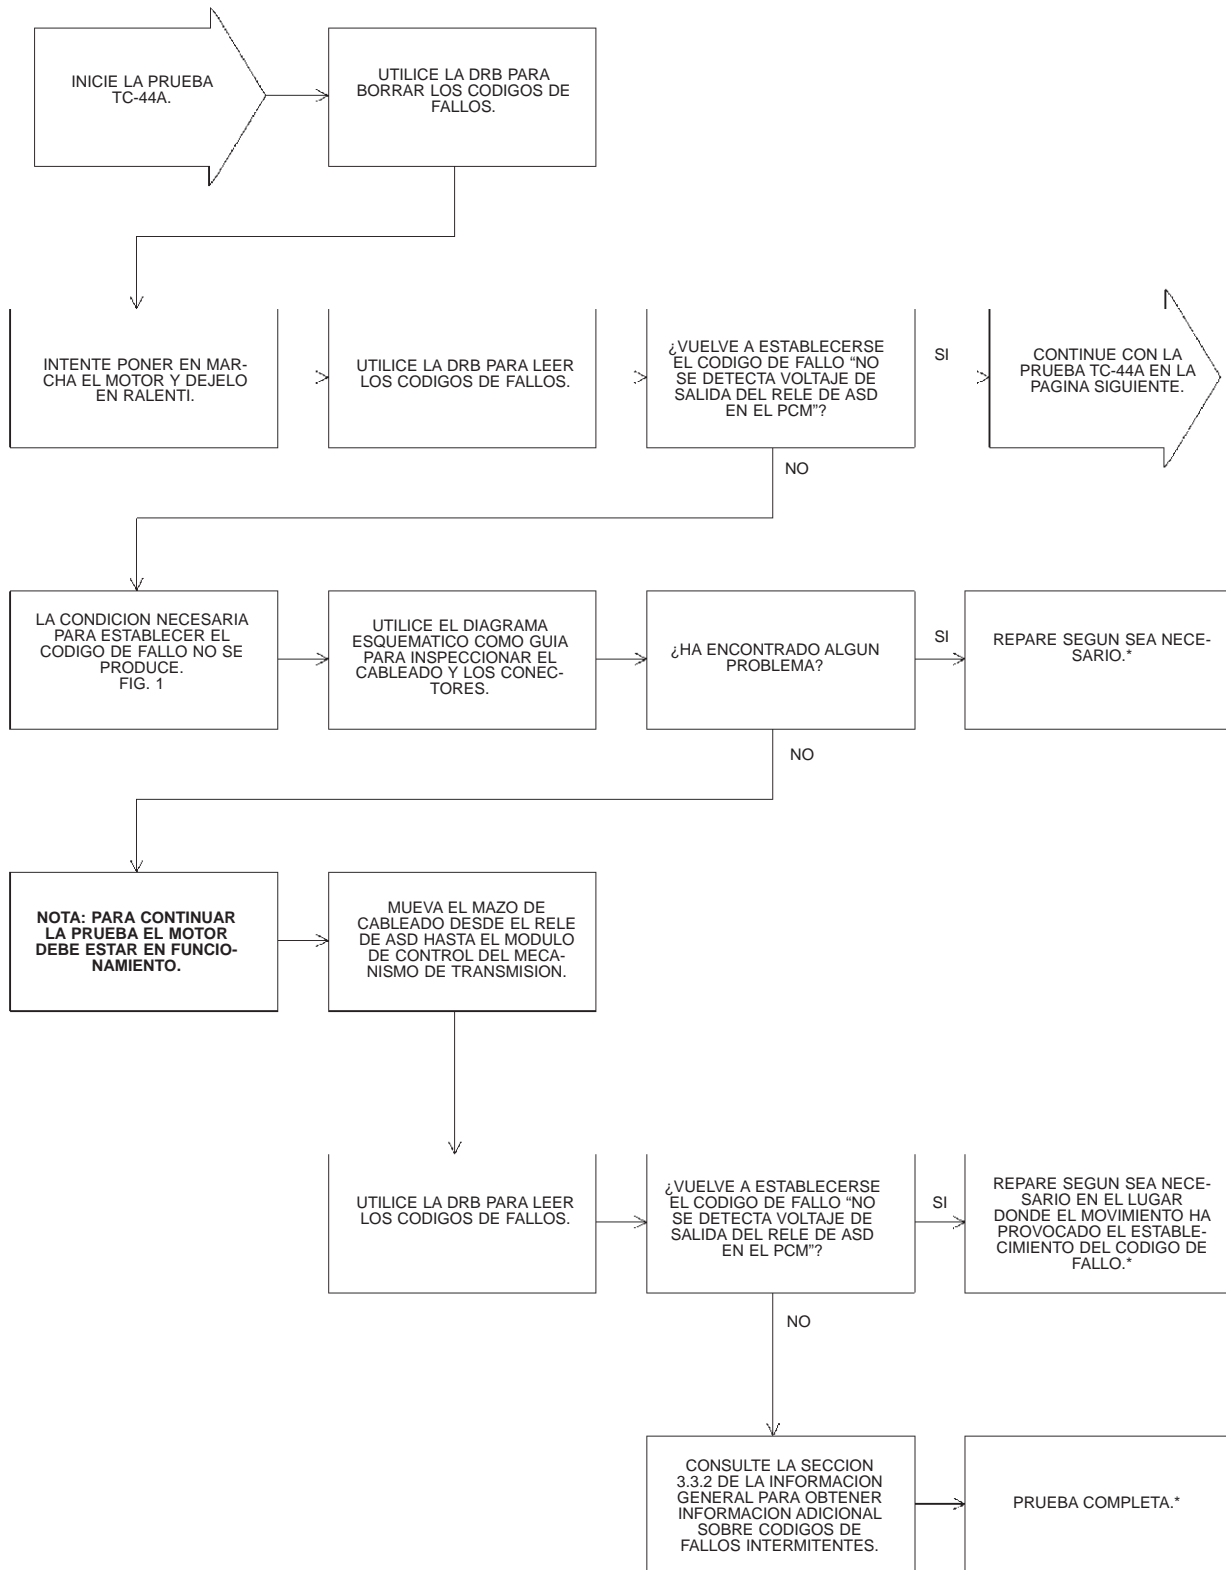 INICIE LA PRUEBA
TC-44A.
UTILICE LA DRB PARA
BORRAR LOS CODIGOS DE
FALLOS.
INTENTE PONER EN MAR-
CHA EL MOTOR Y DEJELO
EN RALENTI.
UTILICE LA DRB PARA LEER
LOS CODIGOS DE FALLOS.
¿VUELVE A ESTABLECERSE
EL CODIGO DE FALLO “NO
SE DETECTA VOLTAJE DE
SALIDA DEL RELE DE ASD
EN EL PCM”?
SI
CONTINUE CON LA
PRUEBA TC-44A EN LA
PAGINA SIGUIENTE.
NO
LA CONDICION NECESARIA
PARA ESTABLECER EL
CODIGO DE FALLO NO SE
PRODUCE.
FIG. 1
UTILICE EL DIAGRAMA
ESQUEMATICO COMO GUIA
PARA INSPECCIONAR EL
CABLEADO Y LOS CONEC-
TORES.
¿HA ENCONTRADO ALGUN
PROBLEMA?
SI
REPARE SEGUN SEA NECE-
SARIO.*
NO
NOTA: PARA CONTINUAR
LA PRUEBA EL MOTOR
DEBE ESTAR EN FUNCIO-
NAMIENTO.
MUEVA EL MAZO DE
CABLEADO DESDE EL RELE
DE ASD HASTA EL MODULO
DE CONTROL DEL MECA-
NISMO DE TRANSMISION.
UTILICE LA DRB PARA LEER
LOS CODIGOS DE FALLOS.
¿VUELVE A ESTABLECERSE
EL CODIGO DE FALLO “NO
SE DETECTA VOLTAJE DE
SALIDA DEL RELE DE ASD
EN EL PCM”?
SI
REPARE SEGUN SEA NECE-
SARIO EN EL LUGAR
DONDE EL MOVIMIENTO HA
PROVOCADO EL ESTABLE-
CIMIENTO DEL CODIGO DE
FALLO.*
NO
CONSULTE LA SECCION
3.3.2 DE LA INFORMACION
GENERAL PARA OBTENER
INFORMACION ADICIONAL
SOBRE CODIGOS DE
FALLOS INTERMITENTES.
PRUEBA COMPLETA.*